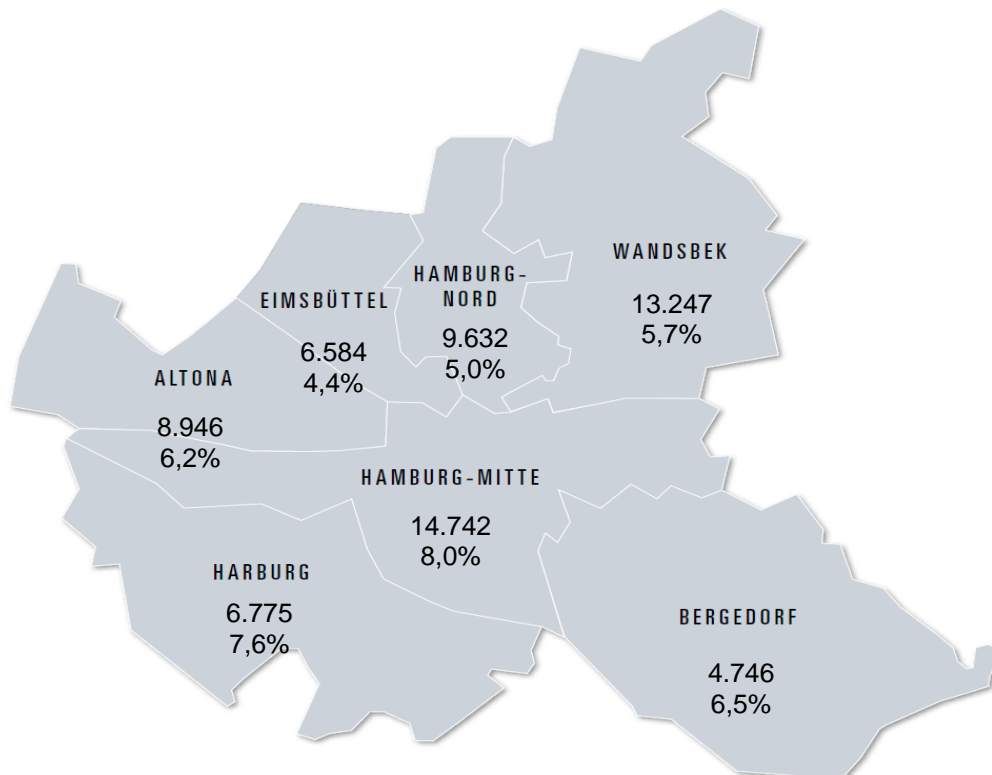 WANDSBEK
13.247
5,7%
HAMBURG-
NORD
9.632
5,0%
EIMSBÜTTEL
6.584
4,4%
ALTONA
8.946
6,2%
HAMBURG-MITTE
14.742
8,0%
HARBURG
6.775
7,6%
BERGEDORF
4.746
6,5%